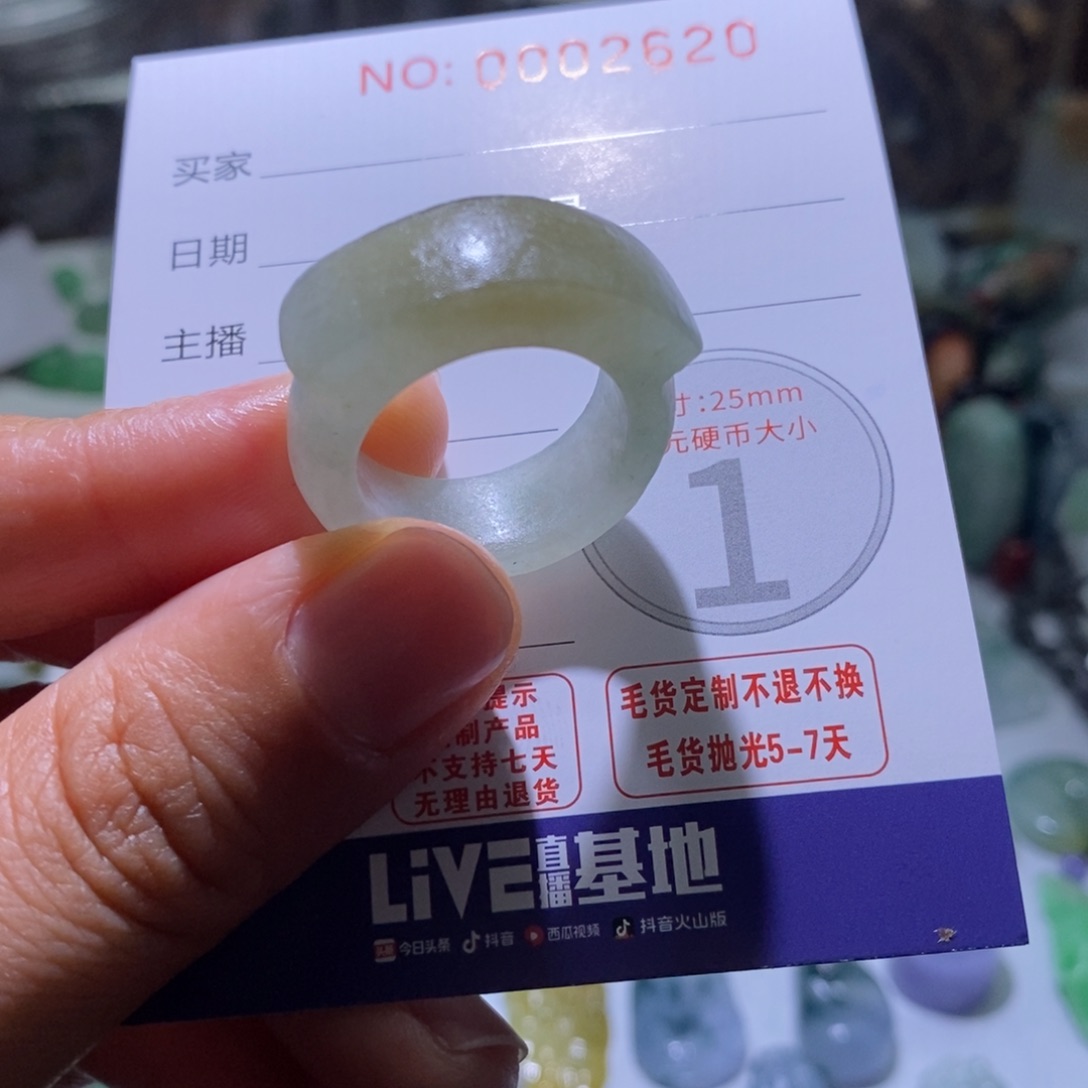 NO: 0002620
买家
日期
主播
寸:25mm
元硬币大小
1
提示
制产品
不支持七天
无理由退货
毛货定制不退不换
毛货抛光5-7天
LiVE直播基地
今日头条 抖音 西瓜视频 抖音火山版